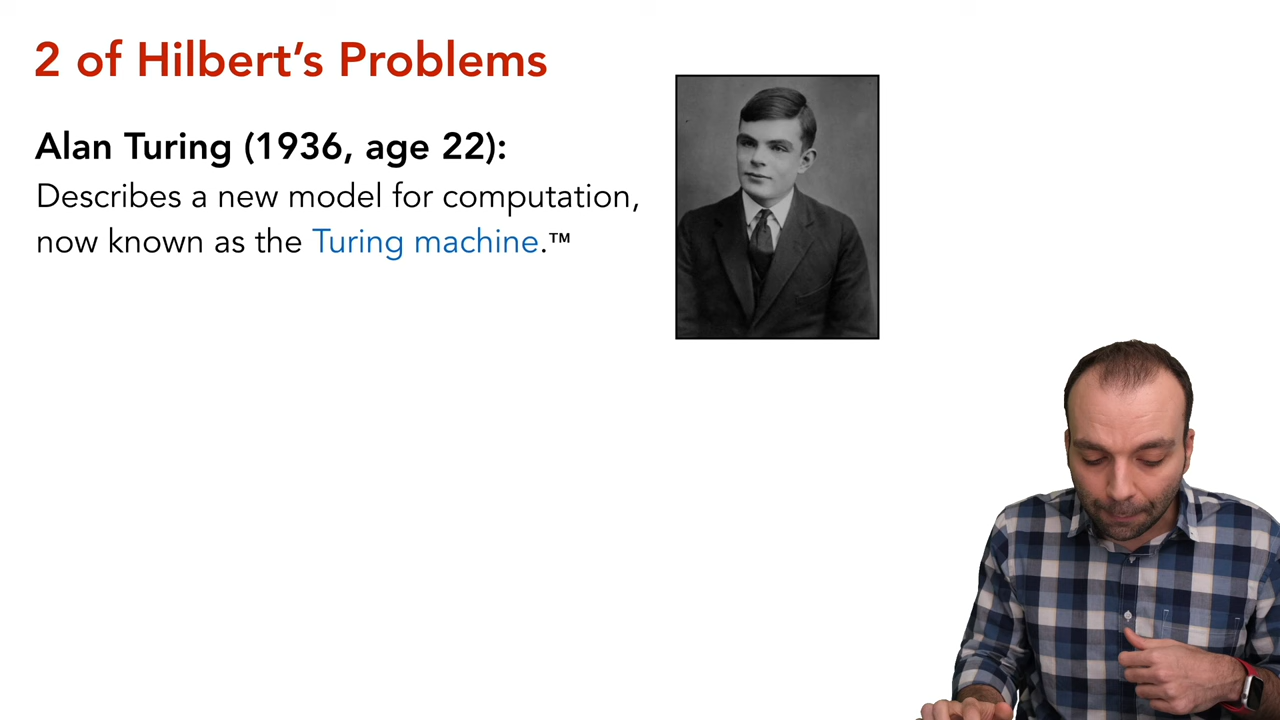 2 of Hilbert’s Problems
Alan Turing (1936, age 22):
Describes a new model for computation,
now known as the Turing machine.™